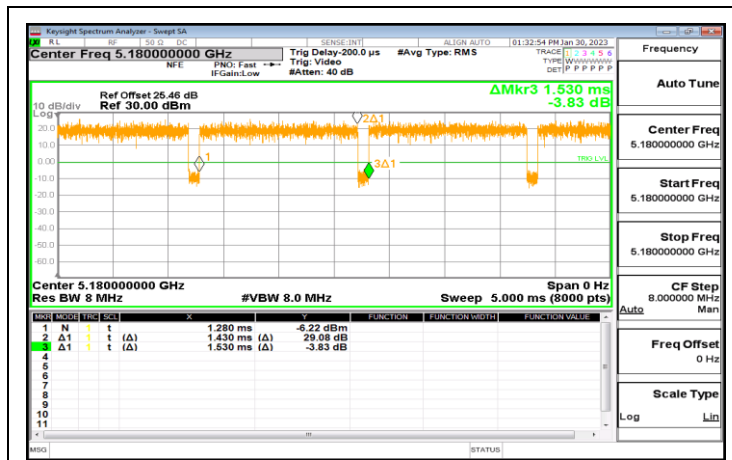 Keysight Spectrum Analyzer - Swept SA
RL RF 50 Ω DC SENSE:INT ALIGN AUTO 01:32:54 PM Jan 30, 2023
Center Freq 5.180000000 GHz
NFE
PNO: Fast
IFGain:Low
Trig Delay-200.0 µs
Trig: Video
#Atten: 40 dB
#Avg Type: RMS
TRACE 1 2 3 4 5 6
TYPE WWWWWW
DET P P P P P P
Frequency
Auto Tune
Center Freq
5.180000000 GHz
Start Freq
5.180000000 GHz
Stop Freq
5.180000000 GHz
CF Step
8.000000 MHz
Auto Man
Freq Offset
0 Hz
Scale Type
Log Lin
Ref Offset 25.46 dB
10 dB/div Ref 30.00 dBm
ΔMkr3 1.530 ms
-3.83 dB
Log
20.0
10.0
0.00
-10.0
-20.0
-30.0
-40.0
-50.0
-60.0
1
2Δ1
3Δ1
TRIG LVL
Center 5.180000000 GHz Span 0 Hz
Res BW 8 MHz #VBW 8.0 MHz Sweep 5.000 ms (8000 pts)
MKR MODE TRC SCL X Y FUNCTION FUNCTION WIDTH FUNCTION VALUE
1 N 1 t 1.280 ms -6.22 dBm
2 Δ1 1 t (Δ) 1.430 ms (Δ) 29.08 dB
3 Δ1 1 t (Δ) 1.530 ms (Δ) -3.83 dB
4
5
6
7
8
9
10
11
MSG STATUS